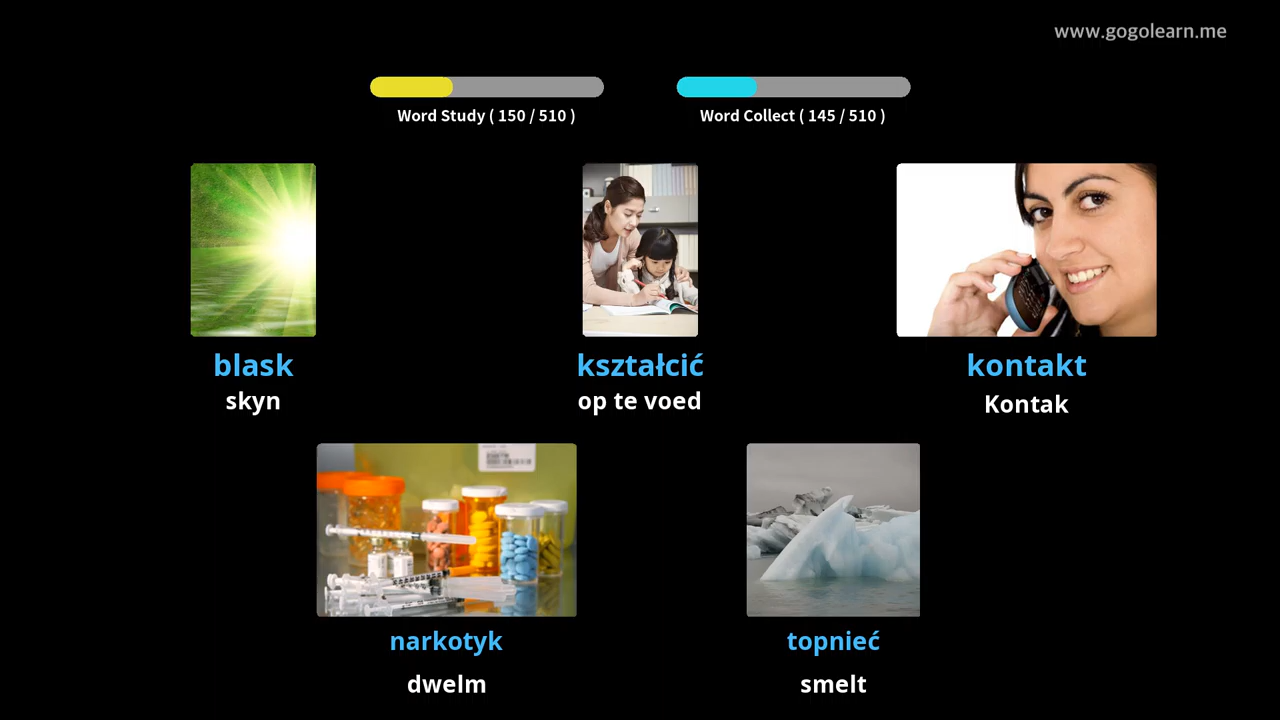 www.gogolearn.me
Word Study ( 150 / 510 )
Word Collect ( 145 / 510 )
blask
skyn
kształcić
op te voed
kontakt
Kontak
narkotyk
dwelm
topnieć
smelt